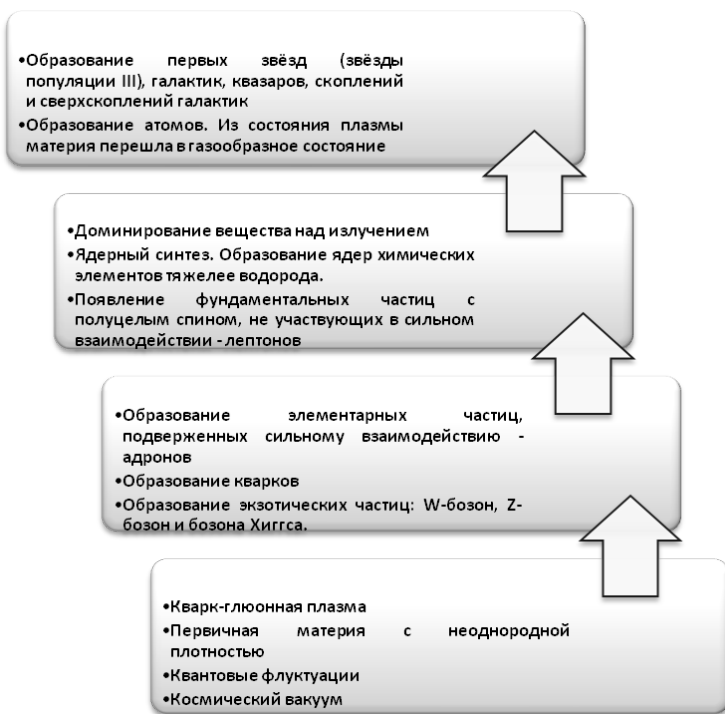 •Образование первых звёзд (звёзды
популяции III), галактик, квазаров, скоплений
и сверхскоплений галактик
•Образование атомов. Из состояния плазмы
материя перешла в газообразное состояние
•Доминирование вещества над излучением
•Ядерный синтез. Образование ядер химических
элементов тяжелее водорода.
•Появление фундаментальных частиц с
полуцелым спином, не участвующих в сильном
взаимодействии - лептонов
•Образование элементарных частиц,
подверженных сильному взаимодействию -
адронов
•Образование кварков
•Образование экзотических частиц: W-бозон, Z-
бозон и бозона Хиггса.
•Кварк-глюонная плазма
•Первичная материя с неоднородной
плотностью
•Квантовые флуктуации
•Космический вакуум